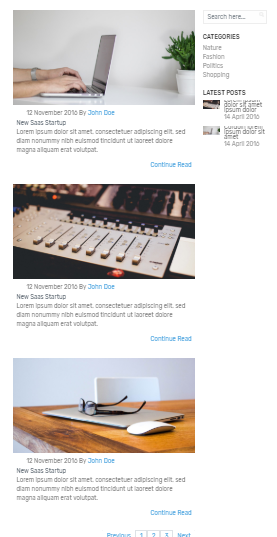 12 November 2016 By John Doe
New Saas Startup
Lorem ipsum dolor sit amet, consectetuer adipiscing elit, sed
diam nonummy nibh euismod tincidunt ut laoreet dolore
magna aliquam erat volutpat.
Continue Read
12 November 2016 By John Doe
New Saas Startup
Lorem ipsum dolor sit amet, consectetuer adipiscing elit, sed
diam nonummy nibh euismod tincidunt ut laoreet dolore
magna aliquam erat volutpat.
Continue Read
12 November 2016 By John Doe
New Saas Startup
Lorem ipsum dolor sit amet, consectetuer adipiscing elit, sed
diam nonummy nibh euismod tincidunt ut laoreet dolore
magna aliquam erat volutpat.
Continue Read
Previous 1 2 3 Next
Search here...
CATEGORIES
Nature
Fashion
Politics
Shopping
LATEST POSTS
dolor sit amet
ipsum dolor
14 April 2016
ipsum dolor sit
amet
14 April 2016